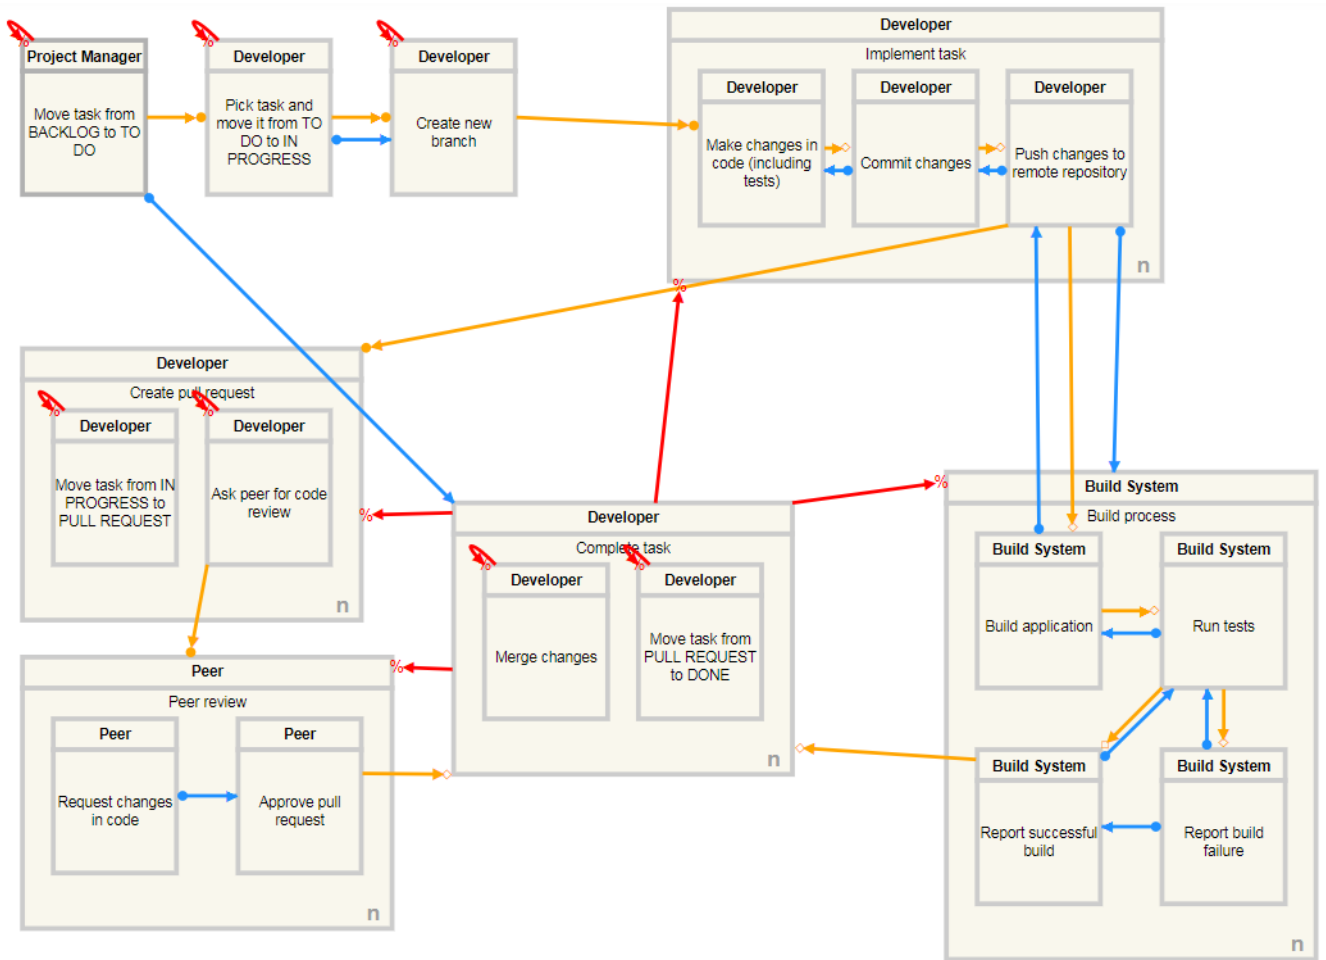 %
Project Manager
Move task from
BACKLOG to TO
DO
%
Developer
Pick task and
move it from TO
DO to IN
PROGRESS
%
Developer
Create new
branch
Developer
Implement task
Developer
Make changes in
code (including
tests)
Developer
Commit changes
Developer
Push changes to
remote repository
n
%
Developer
Create pull request
%
Developer
Move task from IN
PROGRESS to
PULL REQUEST
%
Developer
Ask peer for code
review
n
%
Developer
Complete task
%
Developer
Merge changes
%
Developer
Move task from
PULL REQUEST
to DONE
n
%
Peer
Peer review
Peer
Request changes
in code
Peer
Approve pull
request
n
%
Build System
Build process
Build System
Build application
Build System
Run tests
Build System
Report successful
build
Build System
Report build
failure
n